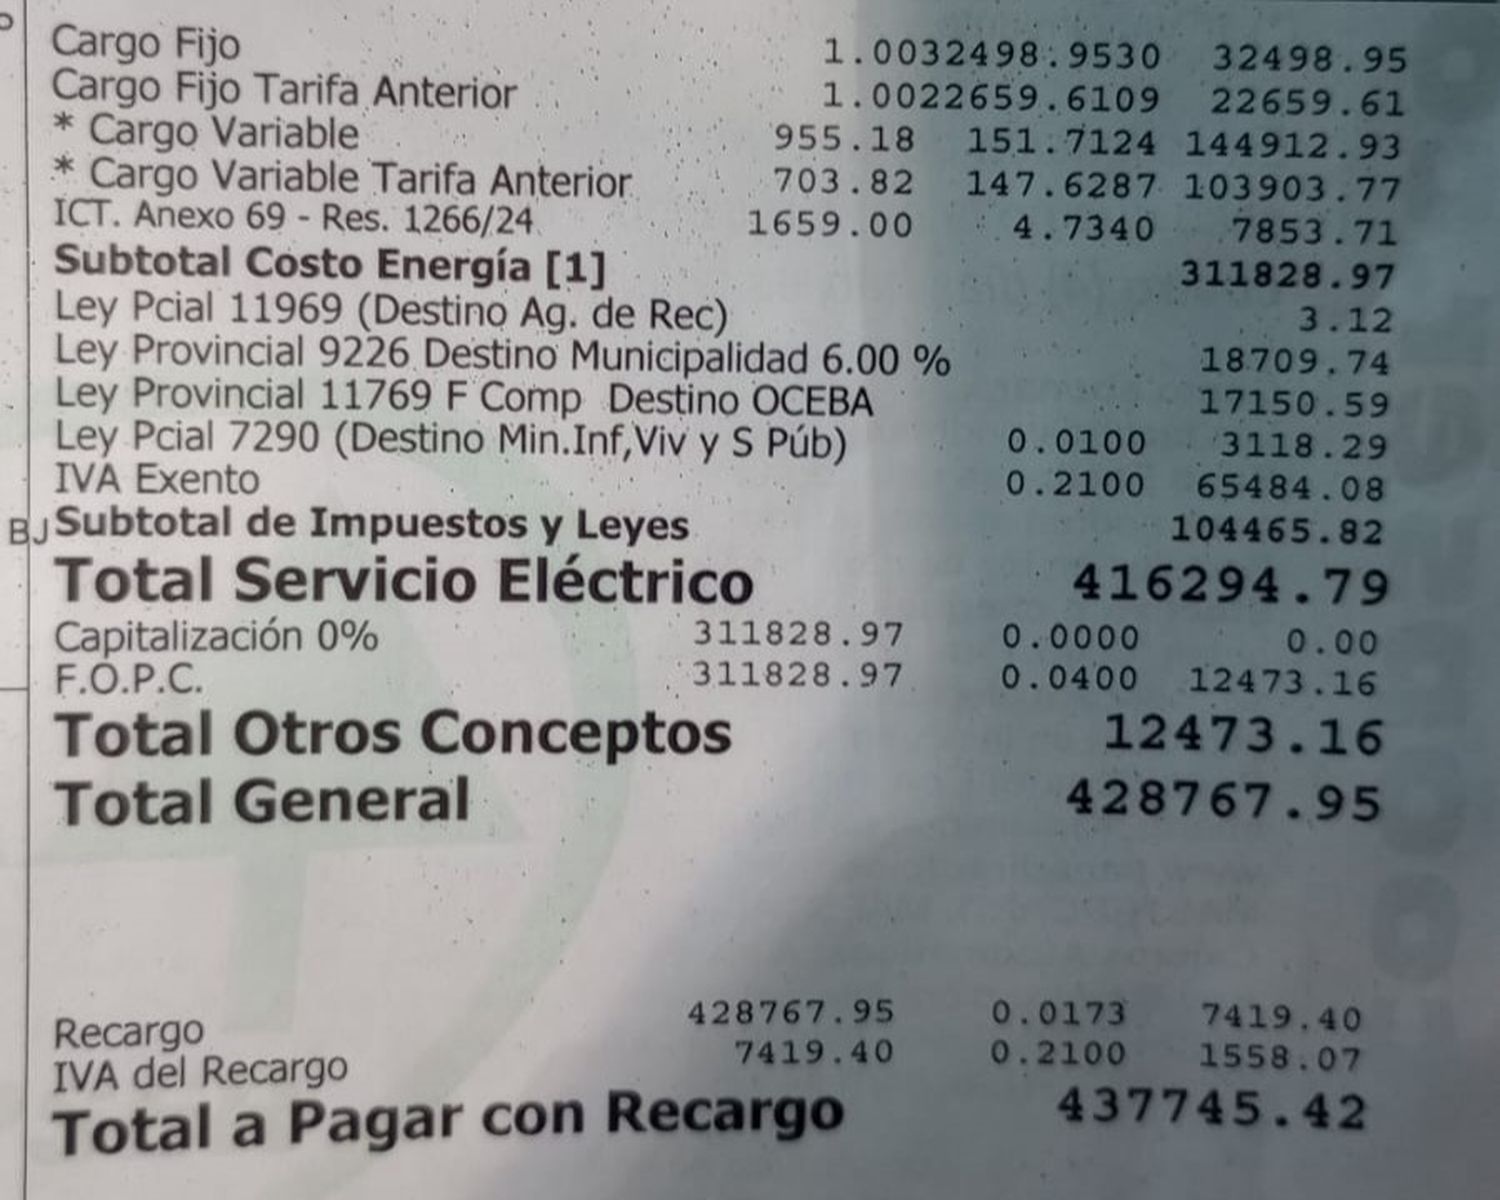 Cargo Fijo 1.0032498.9530 32498.95
Cargo Fijo Tarifa Anterior 1.0022659.6109 22659.61
* Cargo Variable 955.18 151.7124 144912.93
* Cargo Variable Tarifa Anterior 703.82 147.6287 103903.77
ICT. Anexo 69 - Res. 1266/24 1659.00 4.7340 7853.71
Subtotal Costo Energía [1] 311828.97
Ley Pcial 11969 (Destino Ag. de Rec) 3.12
Ley Provincial 9226 Destino Municipalidad 6.00 % 18709.74
Ley Provincial 11769 F Comp Destino OCEBA 17150.59
Ley Pcial 7290 (Destino Min.Inf,Viv y S Púb) 0.0100 3118.29
IVA Exento 0.2100 65484.08
BJ Subtotal de Impuestos y Leyes 104465.82
Total Servicio Eléctrico 416294.79
Capitalización 0% 311828.97 0.0000 0.00
F.O.P.C. 311828.97 0.0400 12473.16
Total Otros Conceptos 12473.16
Total General 428767.95
Recargo 428767.95 0.0173 7419.40
IVA del Recargo 7419.40 0.2100 1558.07
Total a Pagar con Recargo 437745.42